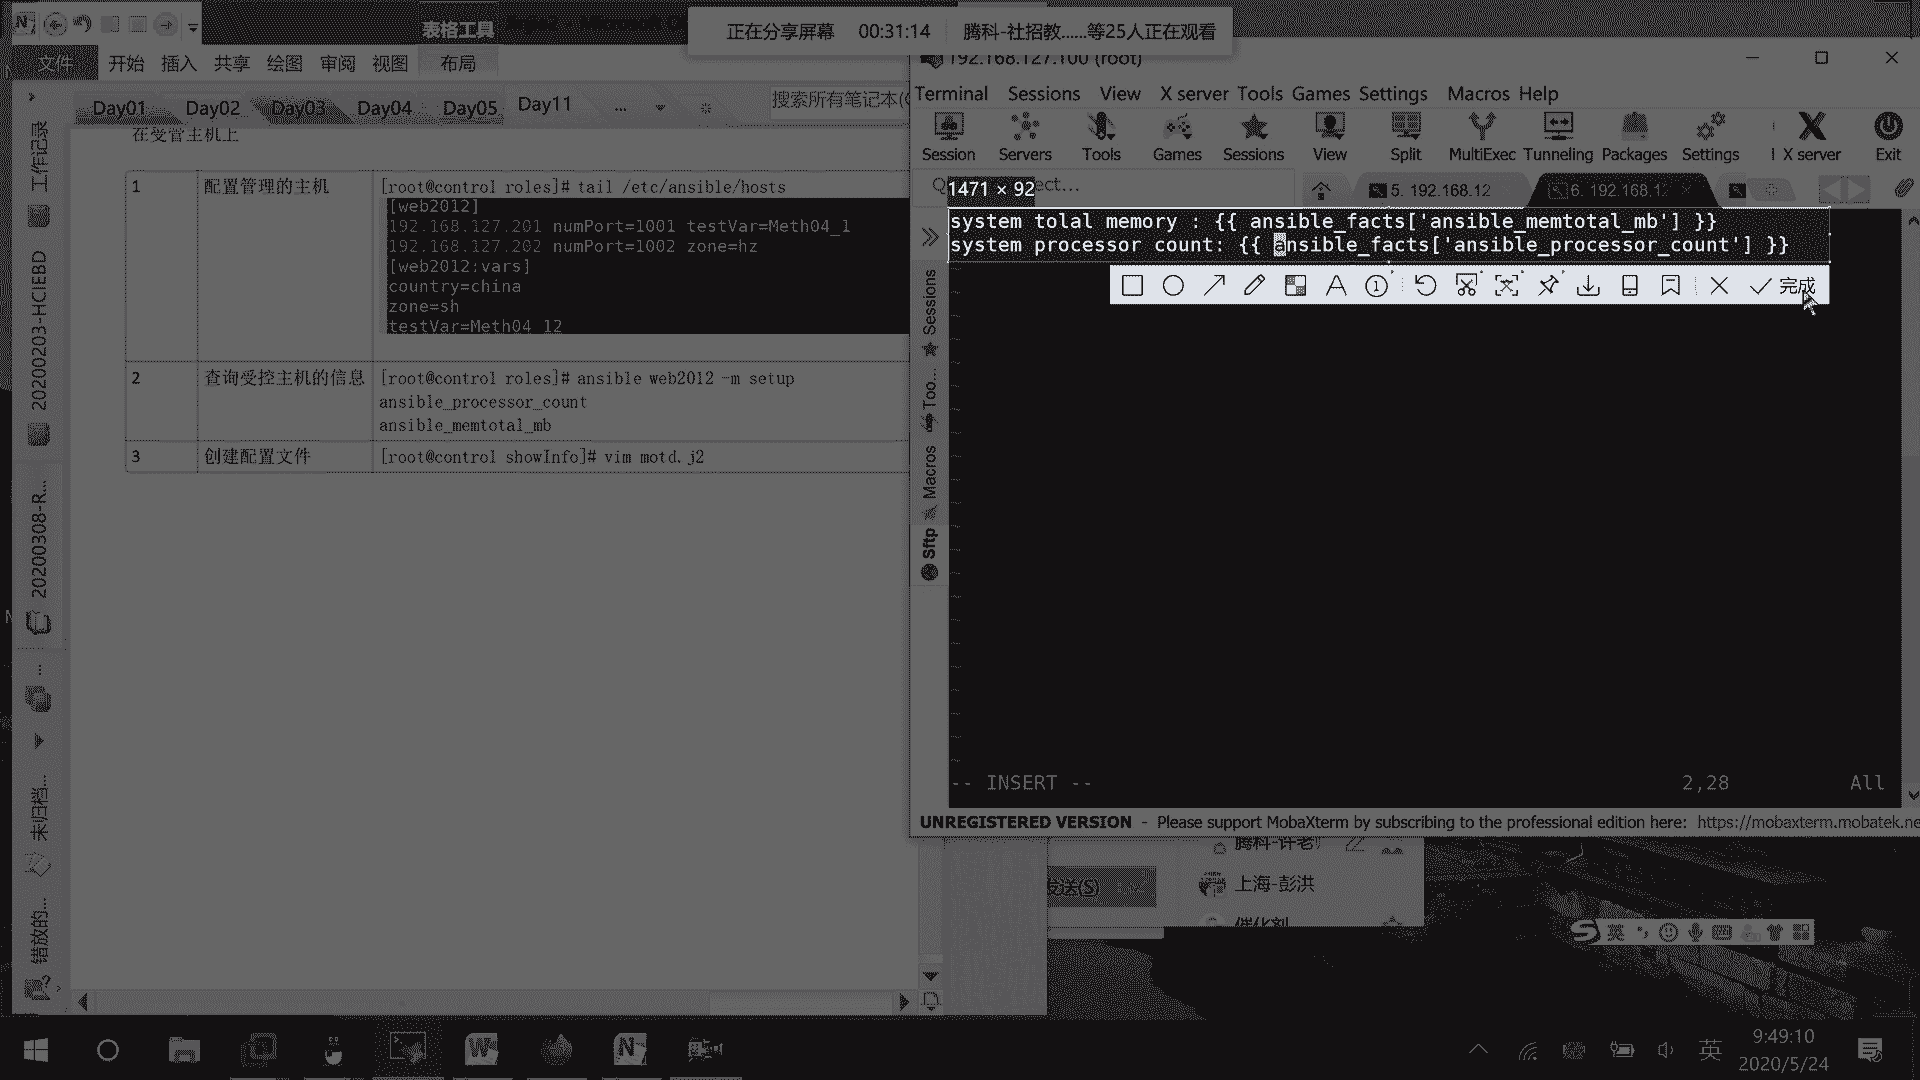 正在分享屏幕 00:31:14 腾科-社招教......等25人正在观看
表格工具
文件 开始 插入 共享 绘图 审阅 视图 布局
Day01 Day02 Day03 Day04 Day05 Day11 ...
搜索所有笔记本(
在受管主机上
1 配置管理的主机 [root@control roles]# tail /etc/ansible/hosts
[web2012]
192.168.127.201 numPort=1001 testVar=Meth04_1
192.168.127.202 numPort=1002 zone=hz
[web2012:vars]
country=china
zone=sh
testVar=Meth04_12
2 查询受控主机的信息 [root@control roles]# ansible web2012 -m setup
ansible_processor_count
ansible_memtotal_mb
3 创建配置文件 [root@control showInfo]# vim motd.j2
工作记录
20200203-HCIEBD
20200308-R...
未归档...
错放的...
192.168.127.100 (root)
Terminal Sessions View X server Tools Games Settings Macros Help
Session Servers Tools Games Sessions View Split MultiExec Tunneling Packages Settings X server Exit
1471 × 92
ect...
5. 192.168.12
6. 192.168.1
Sessions
Too...
Macros
Sftp
system tolal memory : {{ ansible_facts['ansible_memtotal_mb'] }}
system processor count: {{ ansible_facts['ansible_processor_count'] }}
完成
-- INSERT --
2,28
All
UNREGISTERED VERSION - Please support MobaXterm by subscribing to the professional edition here: https://mobaxterm.mobatek.ne
发送(S)
腾科-许老
上海-彭洪
催化剂
英
英
9:49:10
2020/5/24